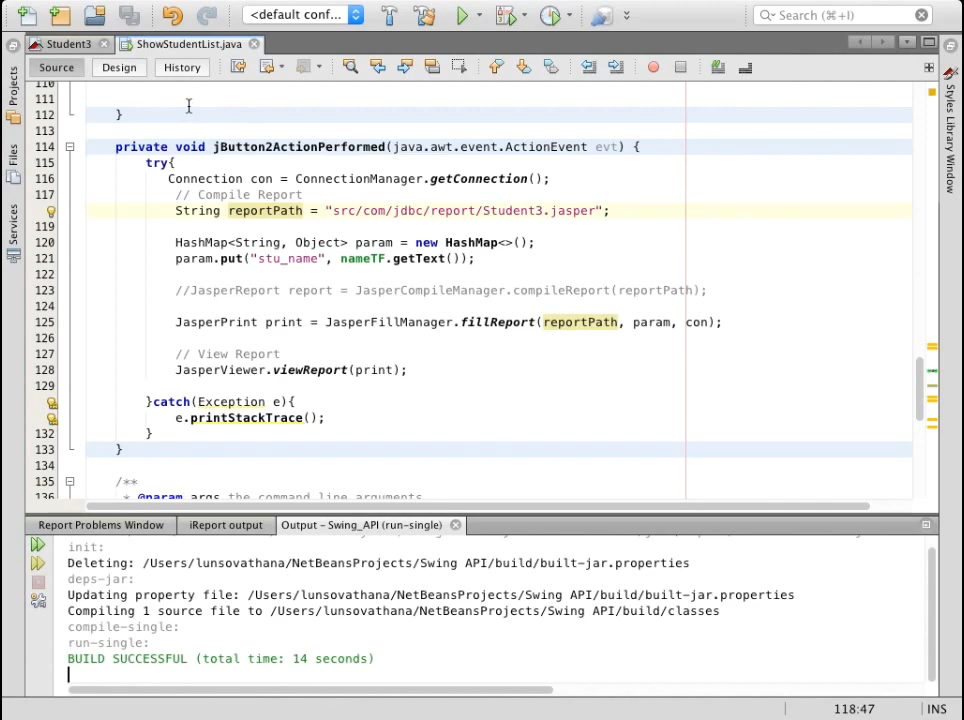 <default conf...
Search (⌘+I)
Student3
ShowStudentList.java
Source
Design
History
Projects
Files
Services
Styles Library Window
110
111
112 }
113
114 private void jButton2ActionPerformed(java.awt.event.ActionEvent evt) {
115 try{
116 Connection con = ConnectionManager.getConnection();
117 // Compile Report
String reportPath = "src/com/jdbc/report/Student3.jasper";
119
120 HashMap<String, Object> param = new HashMap<>();
121 param.put("stu_name", nameTF.getText());
122
123 //JasperReport report = JasperCompileManager.compileReport(reportPath);
124
125 JasperPrint print = JasperFillManager.fillReport(reportPath, param, con);
126
127 // View Report
128 JasperViewer.viewReport(print);
129
}catch(Exception e){
e.printStackTrace();
132 }
133 }
134
135 /**
136 * @param args the command line arguments
Report Problems Window
iReport output
Output – Swing_API (run-single)
init:
Deleting: /Users/lunsovathana/NetBeansProjects/Swing API/build/built-jar.properties
deps-jar:
Updating property file: /Users/lunsovathana/NetBeansProjects/Swing API/build/built-jar.properties
Compiling 1 source file to /Users/lunsovathana/NetBeansProjects/Swing API/build/classes
compile-single:
run-single:
BUILD SUCCESSFUL (total time: 14 seconds)
118:47
INS